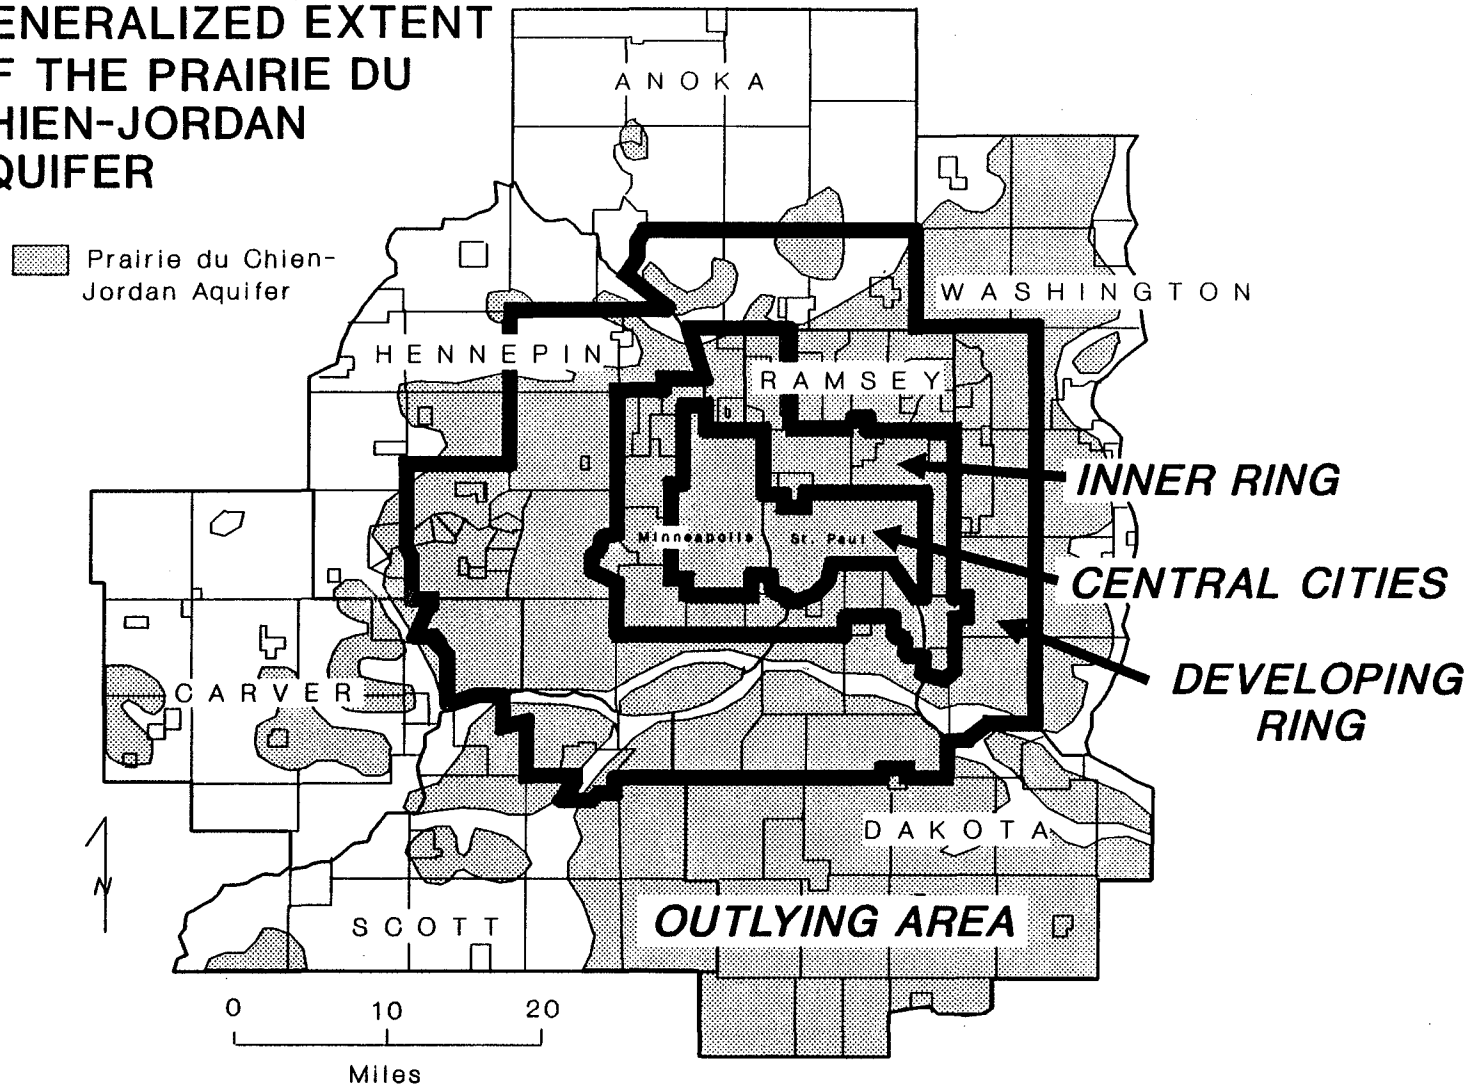 ENERALIZED EXTENT
F THE PRAIRIE DU
HIEN-JORDAN
QUIFER
Prairie du Chien-
Jordan Aquifer
ANOKA
WASHINGTON
HENNEPIN
RAMSEY
INNER RING
Minneapolis
St. Paul
CENTRAL CITIES
DEVELOPING
RING
CARVER
DAKOTA
N
SCOTT
OUTLYING AREA
0 10 20
Miles